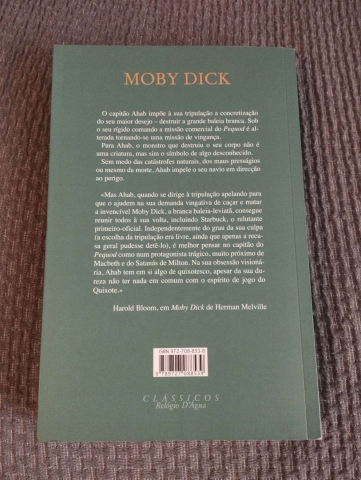 MOBY DICK
O capitão Ahab impõe à sua tripulação a concretização
do seu maior desejo – destruir a grande baleia branca. Sob
o seu rígido comando a missão comercial do Pequod é al-
terada tornando-se uma missão de vingança.
Para Ahab, o monstro que destruiu o seu corpo não é
uma criatura, mas sim o símbolo de algo desconhecido.
Sem medo das catástrofes naturais, dos maus presságios
ou mesmo da morte, Ahab impele o seu navio em direcção
ao perigo.
«Mas Ahab, quando se dirige à tripulação apelando para
que o ajudem na sua demanda vingativa de caçar e matar
a invencível Moby Dick, a branca baleia-leviatã, consegue
reunir todos à sua volta, incluindo Starbuck, o relutante
primeiro-oficial. Independentemente do grau da sua culpa
(a escolha da tripulação era livre, ainda que apenas a recu-
sa geral pudesse detê-lo), é melhor pensar no capitão do
Pequod como num protagonista trágico, muito próximo de
Macbeth e do Satanás de Milton. Na sua obsessão visioná-
ria, Ahab tem em si algo de quixotesco, apesar da sua du-
reza não ter nada em comum com o espírito de jogo do
Quixote.»
Harold Bloom, em Moby Dick de Herman Melville
ISBN 972-708-833-8
CLÁSSICOS
Relógio D'Água